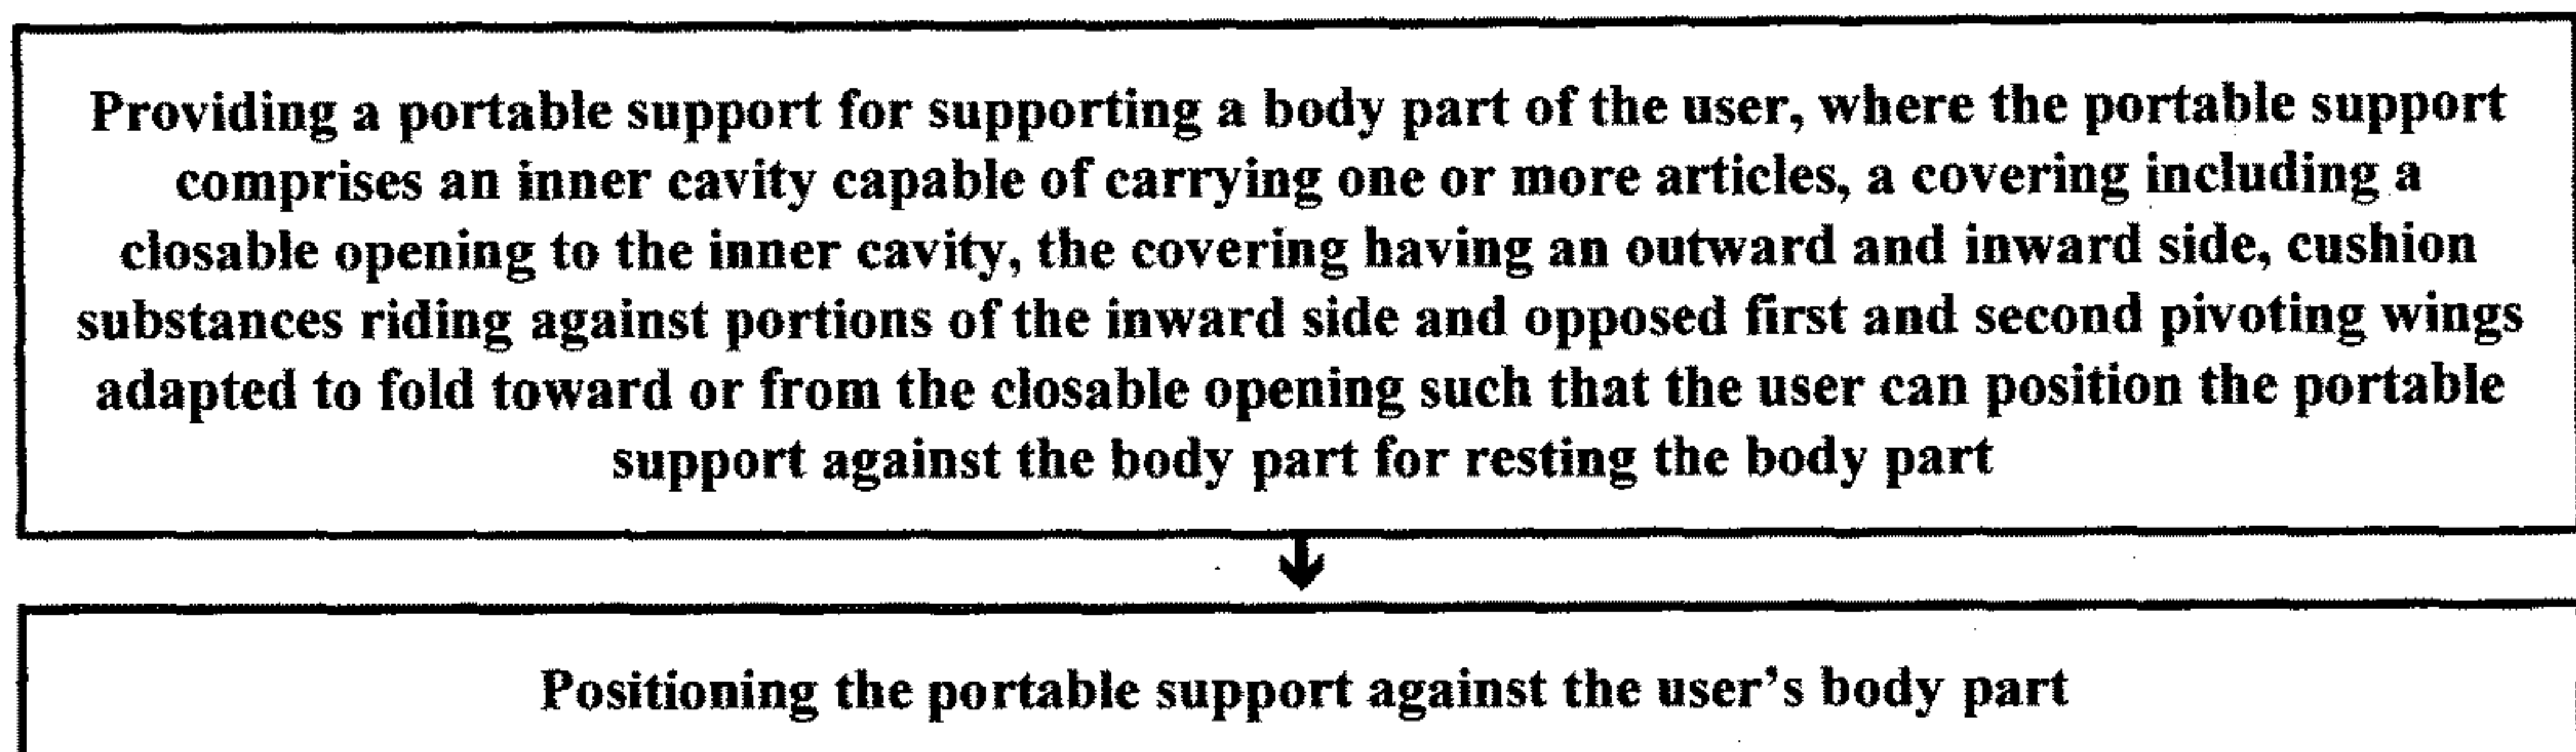 Providing a portable support for supporting a body part of the user, where the portable support
comprises an inner cavity capable of carrying one or more articles, a covering including a
closable opening to the inner cavity, the covering having an outward and inward side, cushion
substances riding against portions of the inward side and opposed first and second pivoting wings
adapted to fold toward or from the closable opening such that the user can position the portable
support against the body part for resting the body part
Positioning the portable support against the user's body part